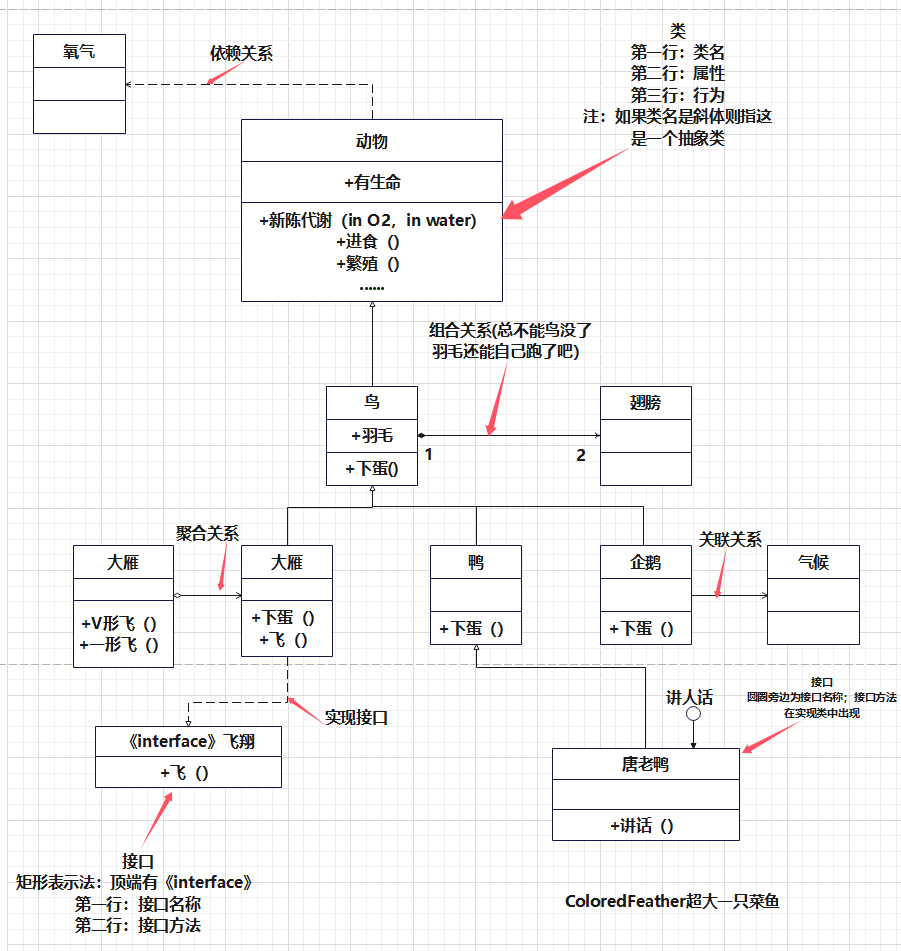 氧气
依赖关系
类
第一行：类名
第二行：属性
第三行：行为
注：如果类名是斜体则指这
是一个抽象类
动物
+有生命
+新陈代谢（in O2，in water)
+进食（）
+繁殖（）
......
组合关系(总不能鸟没了
羽毛还能自己跑了吧）
鸟
+羽毛
+下蛋()
1
2
翅膀
聚合关系
大雁
+V形飞（）
+一形飞（）
大雁
+下蛋（）
+飞（）
鸭
+下蛋（）
企鹅
+下蛋（）
关联关系
气候
实现接口
《interface》飞翔
+飞（）
接口
矩形表示法：顶端有《interface》
第一行：接口名称
第二行：接口方法
讲人话
接口
圆圈旁边为接口名称；接口方法
在实现类中出现
唐老鸭
+讲话（）
ColoredFeather超大一只菜鱼